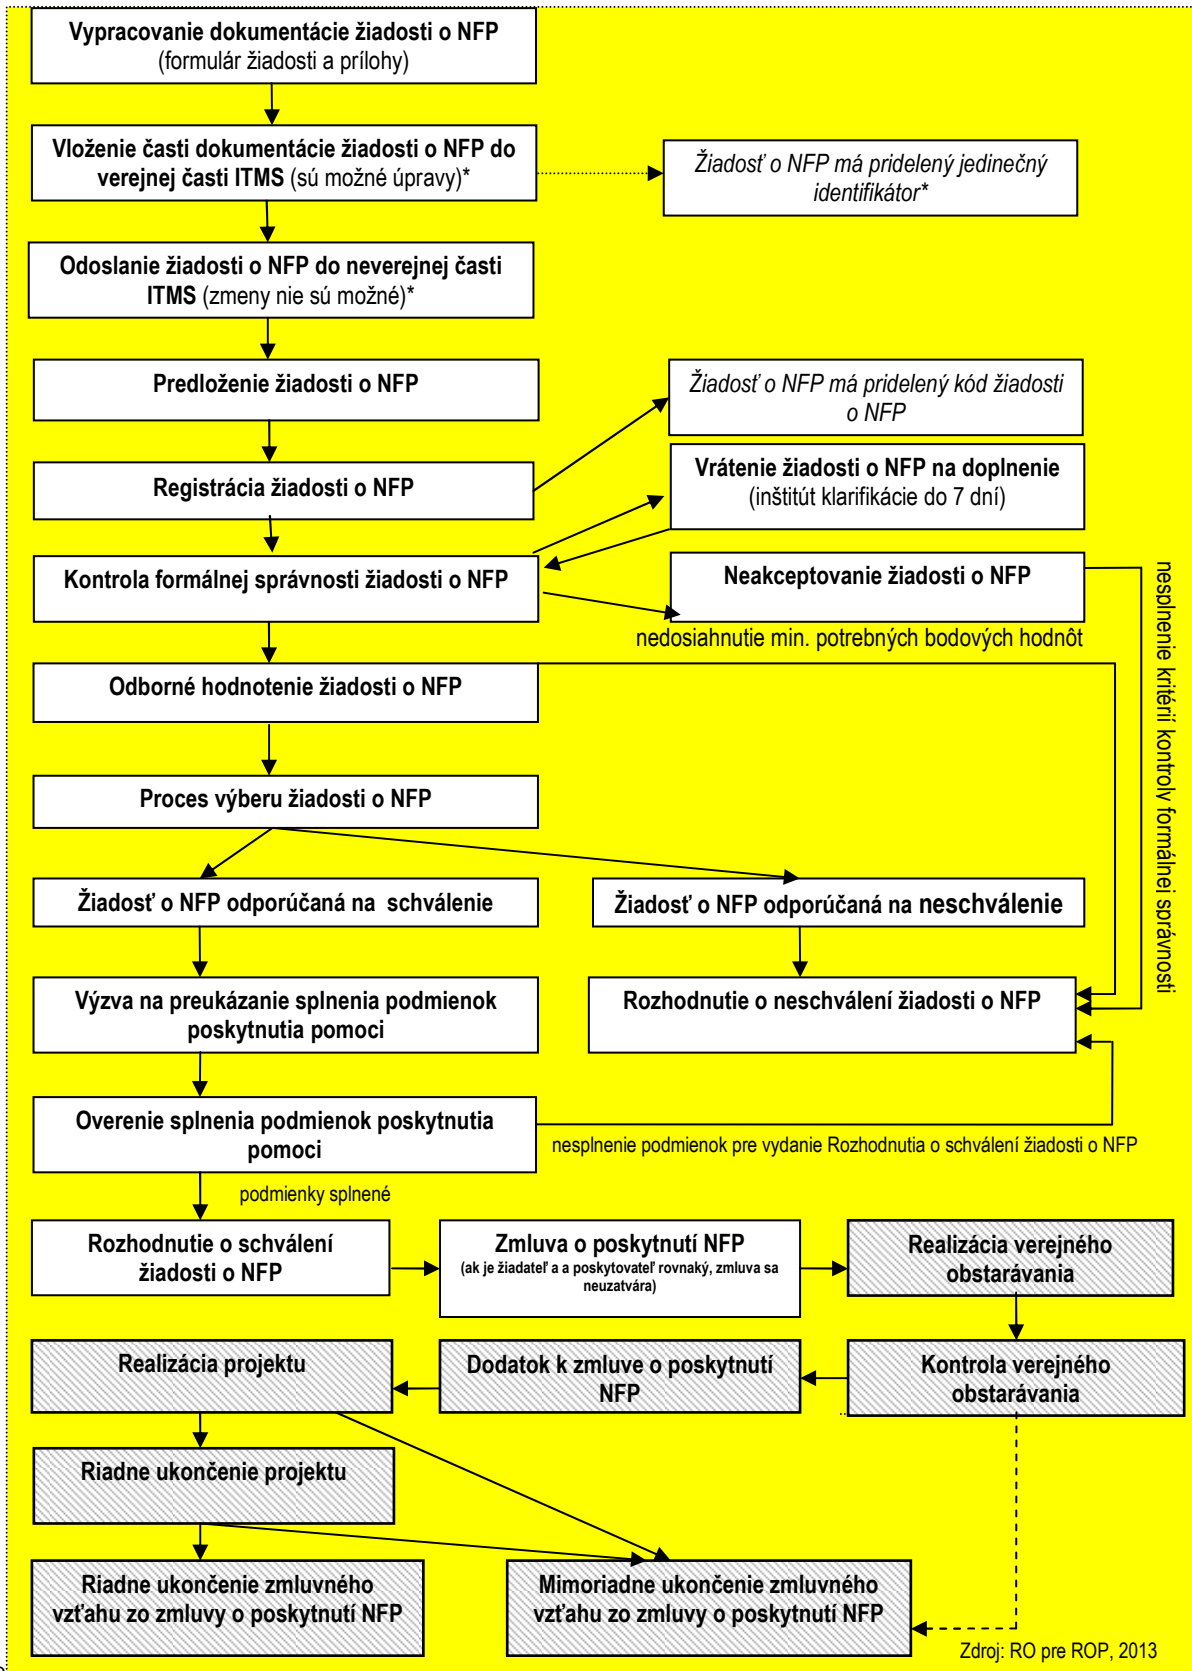 Vypracovanie dokumentácie žiadosti o NFP
(formulár žiadosti a prílohy)
Vloženie časti dokumentácie žiadosti o NFP do
verejnej časti ITMS (sú možné úpravy)*
Žiadosť o NFP má pridelený jedinečný
identifikátor*
Odoslanie žiadosti o NFP do neverejnej časti
ITMS (zmeny nie sú možné)*
Predloženie žiadosti o NFP
Žiadosť o NFP má pridelený kód žiadosti
o NFP
Registrácia žiadosti o NFP
Vrátenie žiadosti o NFP na doplnenie
(inštitút klarifikácie do 7 dní)
Kontrola formálnej správnosti žiadosti o NFP
Neakceptovanie žiadosti o NFP
nesplnenie kritérií kontroly formálnej správnosti
nedosiahnutie min. potrebných bodových hodnôt
Odborné hodnotenie žiadosti o NFP
Proces výberu žiadosti o NFP
Žiadosť o NFP odporúčaná na schválenie
Žiadosť o NFP odporúčaná na neschválenie
Výzva na preukázanie splnenia podmienok
poskytnutia pomoci
Rozhodnutie o neschválení žiadosti o NFP
Overenie splnenia podmienok poskytnutia
pomoci
nesplnenie podmienok pre vydanie Rozhodnutia o schválení žiadosti o NFP
podmienky splnené
Rozhodnutie o schválení
žiadosti o NFP
Zmluva o poskytnutí NFP
(ak je žiadateľ a a poskytovateľ rovnaký, zmluva sa
neuzatvára)
Realizácia verejného
obstarávania
Realizácia projektu
Dodatok k zmluve o poskytnutí
NFP
Kontrola verejného
obstarávania
Riadne ukončenie projektu
Riadne ukončenie zmluvného
vzťahu zo zmluvy o poskytnutí NFP
Mimoriadne ukončenie zmluvného
vzťahu zo zmluvy o poskytnutí NFP
Zdroj: RO pre ROP, 2013